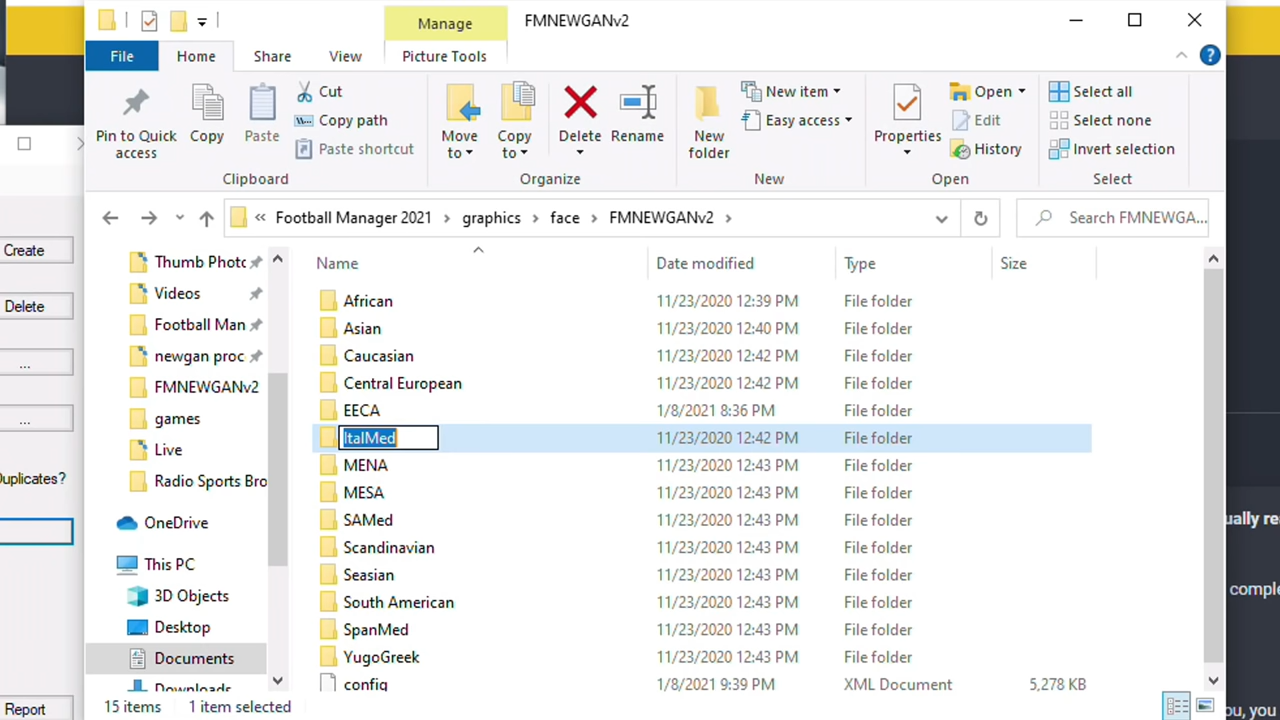 Manage
FMNEWGANv2
File
Home
Share
View
Picture Tools
Pin to Quick access
Copy
Paste
Cut
Copy path
Paste shortcut
Clipboard
Move to
Copy to
Delete
Rename
Organize
New folder
New item
Easy access
New
Properties
Open
Edit
History
Open
Select all
Select none
Invert selection
Select
« Football Manager 2021 > graphics > face > FMNEWGANv2 >
Search FMNEWGA...
Create
Delete
...
...
Duplicates?
Report
Thumb Photo
Videos
Football Man
newgan proc
FMNEWGANv2
games
Live
Radio Sports Bro
OneDrive
This PC
3D Objects
Desktop
Documents
Downloads
Name Date modified Type Size
African 11/23/2020 12:39 PM File folder
Asian 11/23/2020 12:40 PM File folder
Caucasian 11/23/2020 12:42 PM File folder
Central European 11/23/2020 12:42 PM File folder
EECA 1/8/2021 8:36 PM File folder
ItalMed 11/23/2020 12:42 PM File folder
MENA 11/23/2020 12:43 PM File folder
MESA 11/23/2020 12:43 PM File folder
SAMed 11/23/2020 12:43 PM File folder
Scandinavian 11/23/2020 12:43 PM File folder
Seasian 11/23/2020 12:43 PM File folder
South American 11/23/2020 12:43 PM File folder
SpanMed 11/23/2020 12:43 PM File folder
YugoGreek 11/23/2020 12:43 PM File folder
config 1/8/2021 9:39 PM XML Document 5,278 KB
15 items 1 item selected
ually re
comple
ou, you